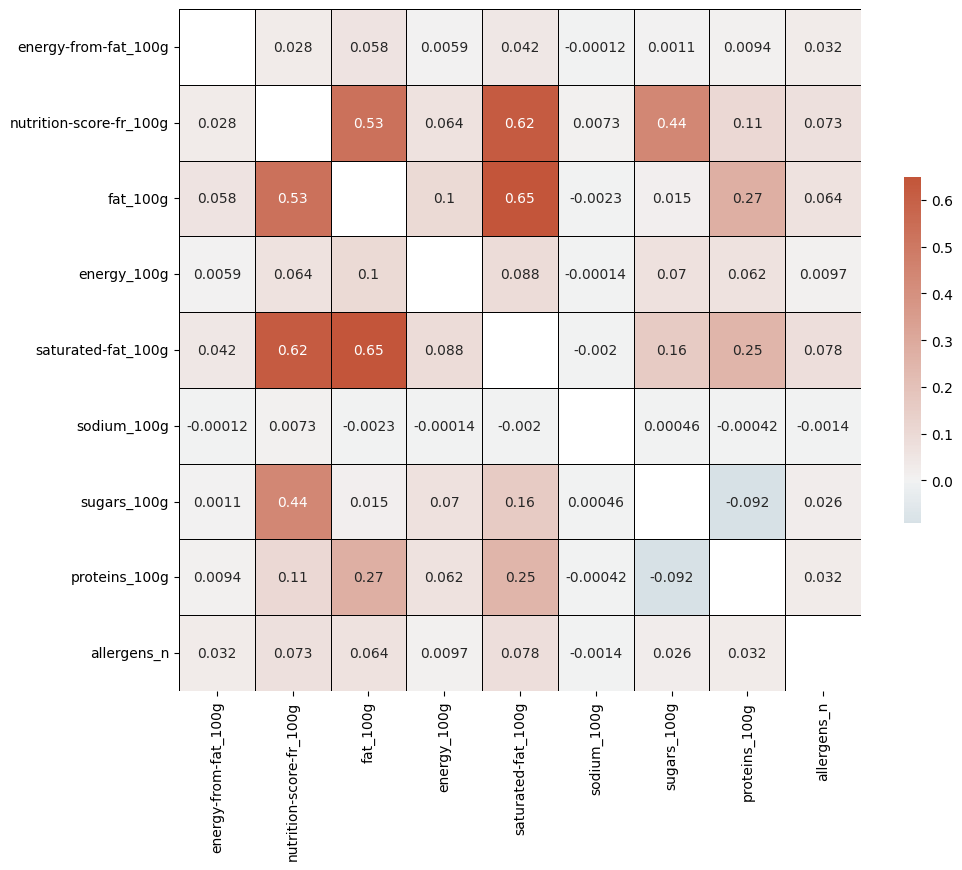 energy-from-fat_100g 0.028 0.058 0.0059 0.042 -0.00012 0.0011 0.0094 0.032
nutrition-score-fr_100g 0.028 0.53 0.064 0.62 0.0073 0.44 0.11 0.073
fat_100g 0.058 0.53 0.1 0.65 -0.0023 0.015 0.27 0.064
energy_100g 0.0059 0.064 0.1 0.088 -0.00014 0.07 0.062 0.0097
saturated-fat_100g 0.042 0.62 0.65 0.088 -0.002 0.16 0.25 0.078
sodium_100g -0.00012 0.0073 -0.0023 -0.00014 -0.002 0.00046 -0.00042 -0.0014
sugars_100g 0.0011 0.44 0.015 0.07 0.16 0.00046 -0.092 0.026
proteins_100g 0.0094 0.11 0.27 0.062 0.25 -0.00042 -0.092 0.032
allergens_n 0.032 0.073 0.064 0.0097 0.078 -0.0014 0.026 0.032
energy-from-fat_100g
nutrition-score-fr_100g
fat_100g
energy_100g
saturated-fat_100g
sodium_100g
sugars_100g
proteins_100g
allergens_n
0.6
0.5
0.4
0.3
0.2
0.1
0.0